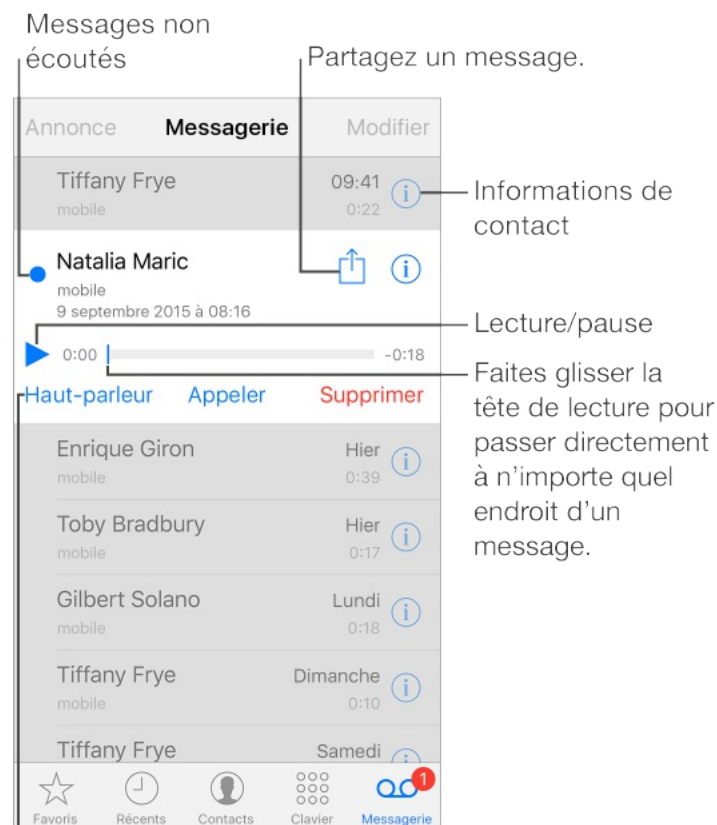 Messages non
écoutés
Partagez un message.
Annonce
Messagerie
Modifier
Tiffany Frye
09:41
mobile
0:22
Informations de
contact
Natalia Maric
mobile
9 septembre 2015 à 08:16
Lecture/pause
0:00
-0:18
Faites glisser la
tête de lecture pour
passer directement
à n’importe quel
endroit d’un
message.
Haut-parleur
Appeler
Supprimer
Enrique Giron
Hier
mobile
0:39
Toby Bradbury
Hier
mobile
0:17
Gilbert Solano
Lundi
mobile
0:18
Tiffany Frye
Dimanche
mobile
0:10
Tiffany Frye
Samedi
1
Favoris
Récents
Contacts
Clavier
Messagerie